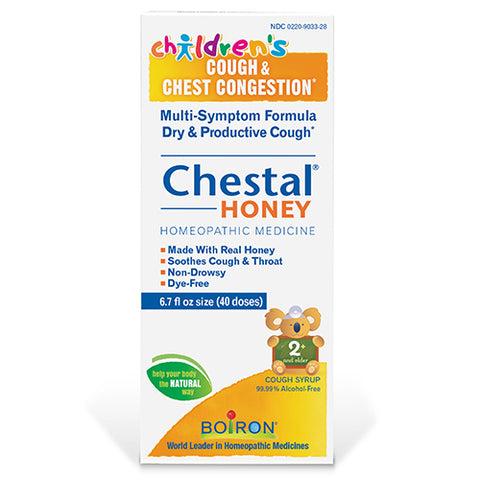 NDC 0220-9033-28
children's
COUGH &
CHEST CONGESTION*
Multi-Symptom Formula
Dry & Productive Cough*
Chestal®
HONEY
HOMEOPATHIC MEDICINE
▪ Made With Real Honey
▪ Soothes Cough & Throat
▪ Non-Drowsy
▪ Dye-Free
6.7 fl oz size (40 doses)
2+
and older
help your body
the NATURAL
way
COUGH SYRUP
99.99% Alcohol-Free
BOIRON®
World Leader in Homeopathic Medicines